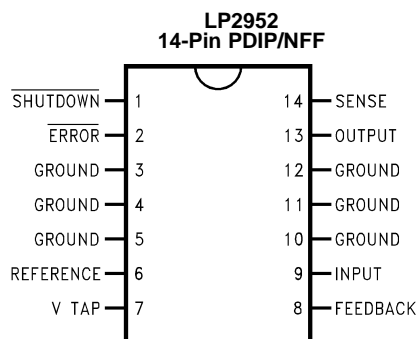 LP2952
14-Pin PDIP/NFF
SHUTDOWN 1 14 SENSE
ERROR 2 13 OUTPUT
GROUND 3 12 GROUND
GROUND 4 11 GROUND
GROUND 5 10 GROUND
REFERENCE 6 9 INPUT
V TAP 7 8 FEEDBACK